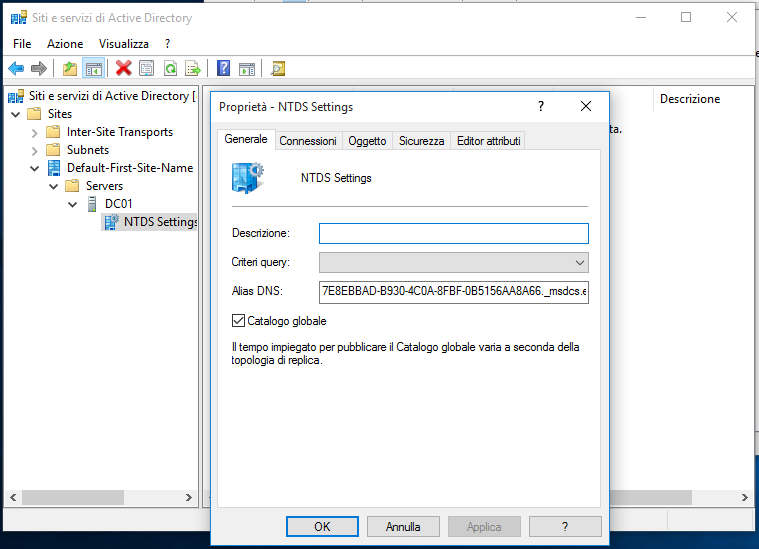 Siti e servizi di Active Directory
File Azione Visualizza ?
Siti e servizi di Active Directory [
Sites
Inter-Site Transports
Subnets
Default-First-Site-Name
Servers
DC01
NTDS Settings
Descrizione
ta.
Proprietà - NTDS Settings
?
Generale Connessioni Oggetto Sicurezza Editor attributi
NTDS Settings
Descrizione:
Criteri query:
Alias DNS: 7E8EBBAD-B930-4C0A-8FBF-0B5156AA8A66._msdcs.e
Catalogo globale
Il tempo impiegato per pubblicare il Catalogo globale varia a seconda della
topologia di replica.
OK Annulla Applica ?